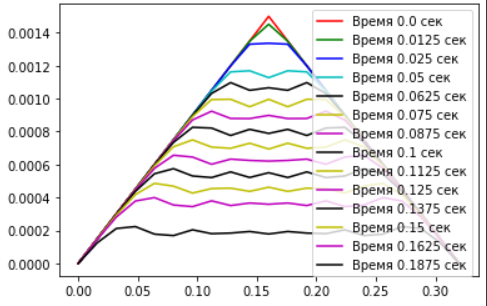 0.0014
0.0012
0.0010
0.0008
0.0006
0.0004
0.0002
0.0000
0.00
0.05
0.10
0.15
0.20
0.25
0.30
Время 0.0 сек
Время 0.0125 сек
Время 0.025 сек
Время 0.05 сек
Время 0.0625 сек
Время 0.075 сек
Время 0.0875 сек
Время 0.1 сек
Время 0.1125 сек
Время 0.125 сек
Время 0.1375 сек
Время 0.15 сек
Время 0.1625 сек
Время 0.1875 сек